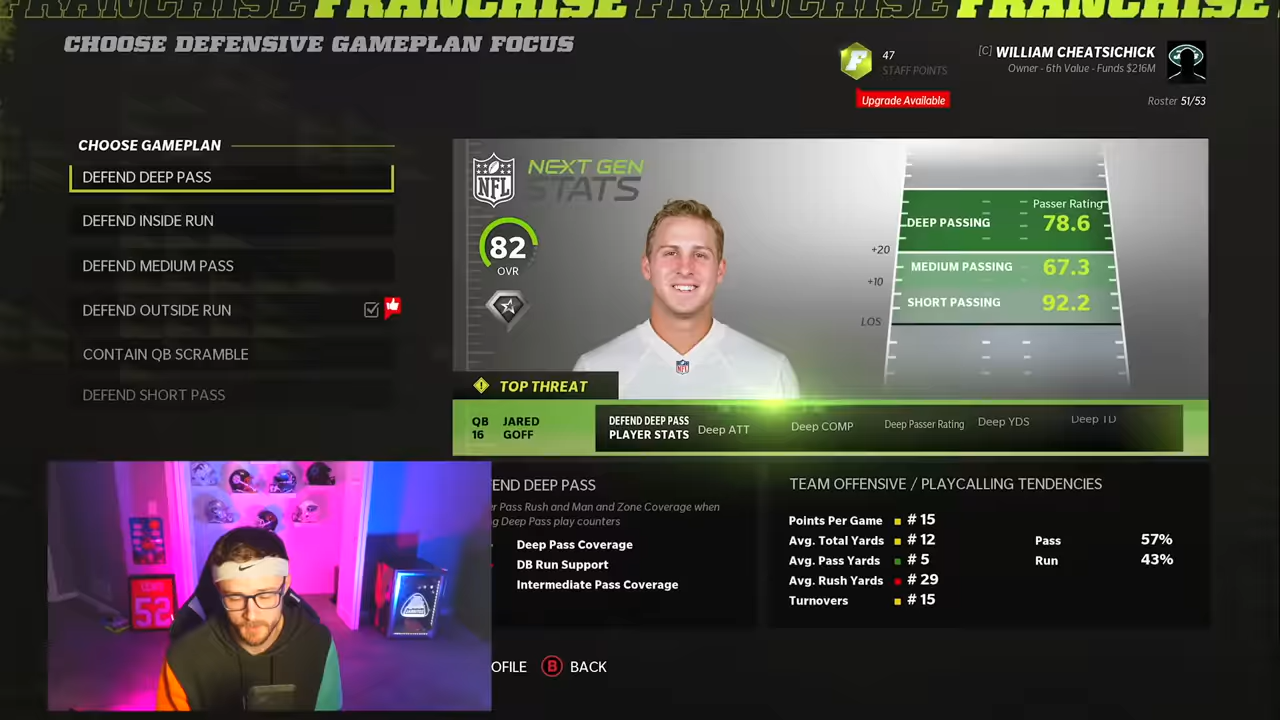 FRANCHISE FRANCHISE FRANCHISE FRANCHISE
CHOOSE DEFENSIVE GAMEPLAN FOCUS
47
STAFF POINTS
Upgrade Available
[C] WILLIAM CHEATSICHICK
Owner - 6th Value - Funds $216M
Roster 51/53
CHOOSE GAMEPLAN
DEFEND DEEP PASS
DEFEND INSIDE RUN
DEFEND MEDIUM PASS
DEFEND OUTSIDE RUN
CONTAIN QB SCRAMBLE
DEFEND SHORT PASS
NFL
NEXT GEN
STATS
82
OVR
Passer Rating
DEEP PASSING 78.6
+20
MEDIUM PASSING 67.3
+10
SHORT PASSING 92.2
LOS
TOP THREAT
QB JARED
16 GOFF
DEFEND DEEP PASS
PLAYER STATS
Deep ATT
Deep COMP
Deep Passer Rating
Deep YDS
Deep TD
END DEEP PASS
r Pass Rush and Man and Zone Coverage when
g Deep Pass play counters
Deep Pass Coverage
DB Run Support
Intermediate Pass Coverage
TEAM OFFENSIVE / PLAYCALLING TENDENCIES
Points Per Game # 15
Avg. Total Yards # 12
Avg. Pass Yards # 5
Avg. Rush Yards # 29
Turnovers # 15
Pass 57%
Run 43%
52
OFILE B BACK